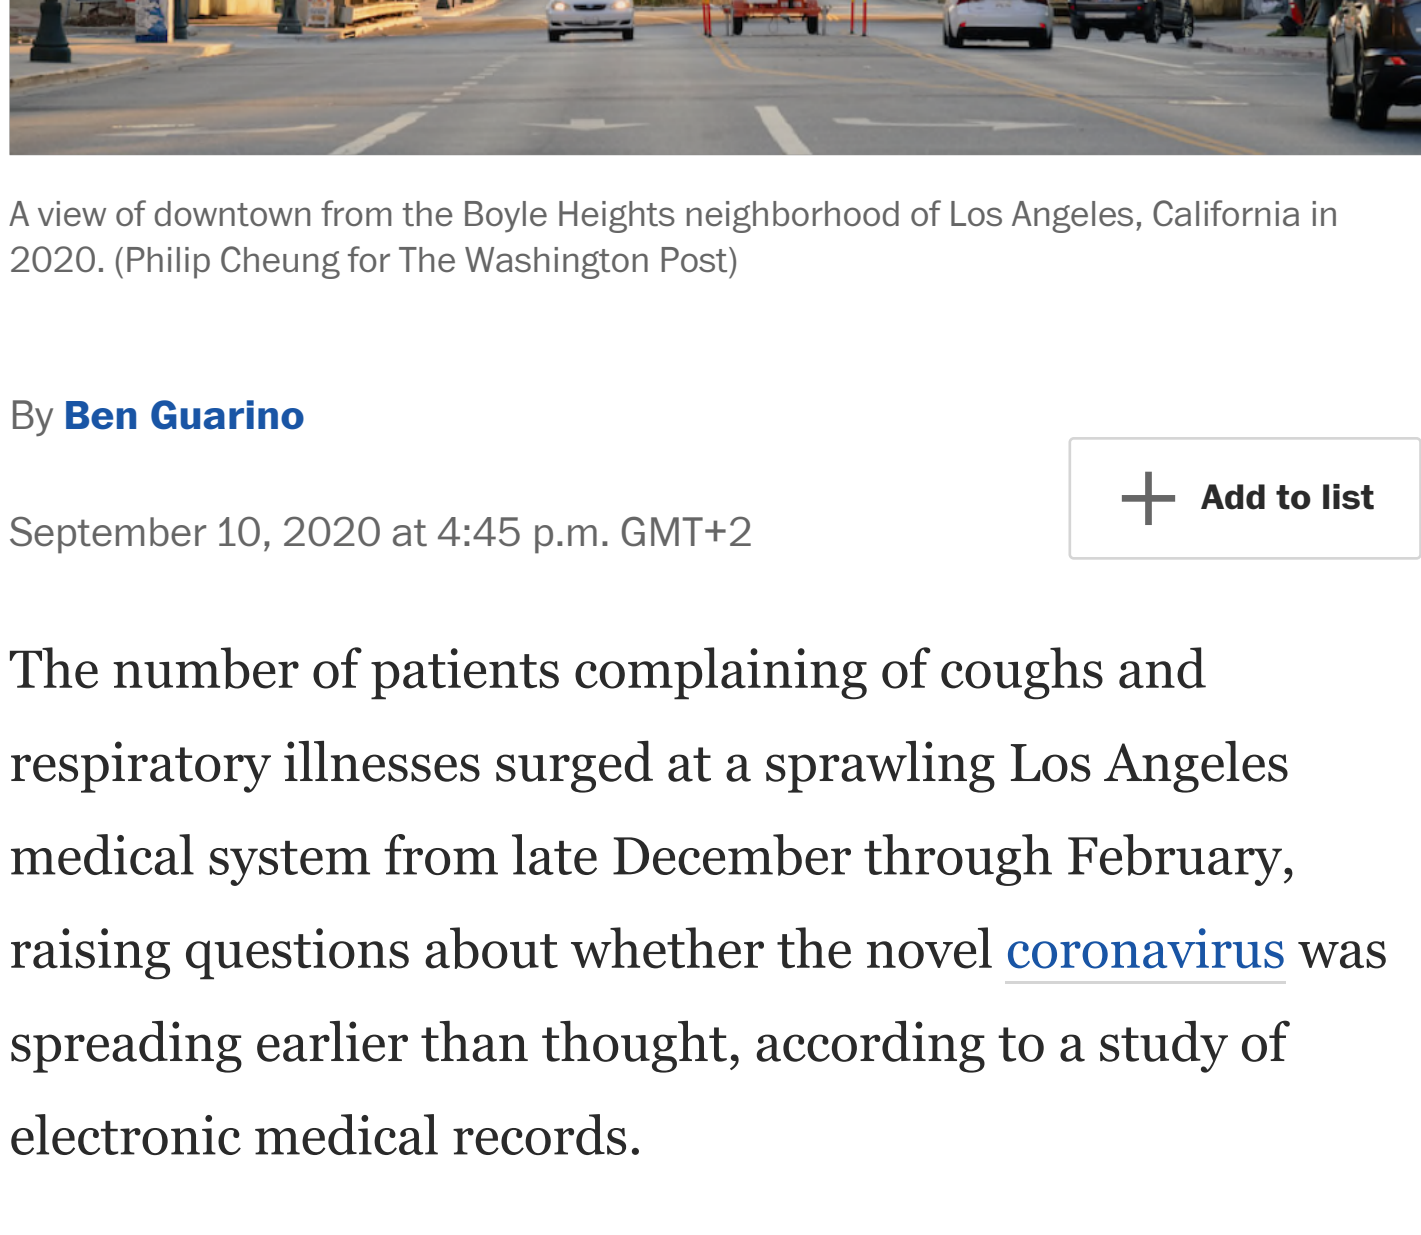 A view of downtown from the Boyle Heights neighborhood of Los Angeles, California in
2020. (Philip Cheung for The Washington Post)
By Ben Guarino
Add to list
September 10, 2020 at 4:45 p.m. GMT+2
The number of patients complaining of coughs and
respiratory illnesses surged at a sprawling Los Angeles
medical system from late December through February,
raising questions about whether the novel coronavirus was
spreading earlier than thought, according to a study of
electronic medical records.